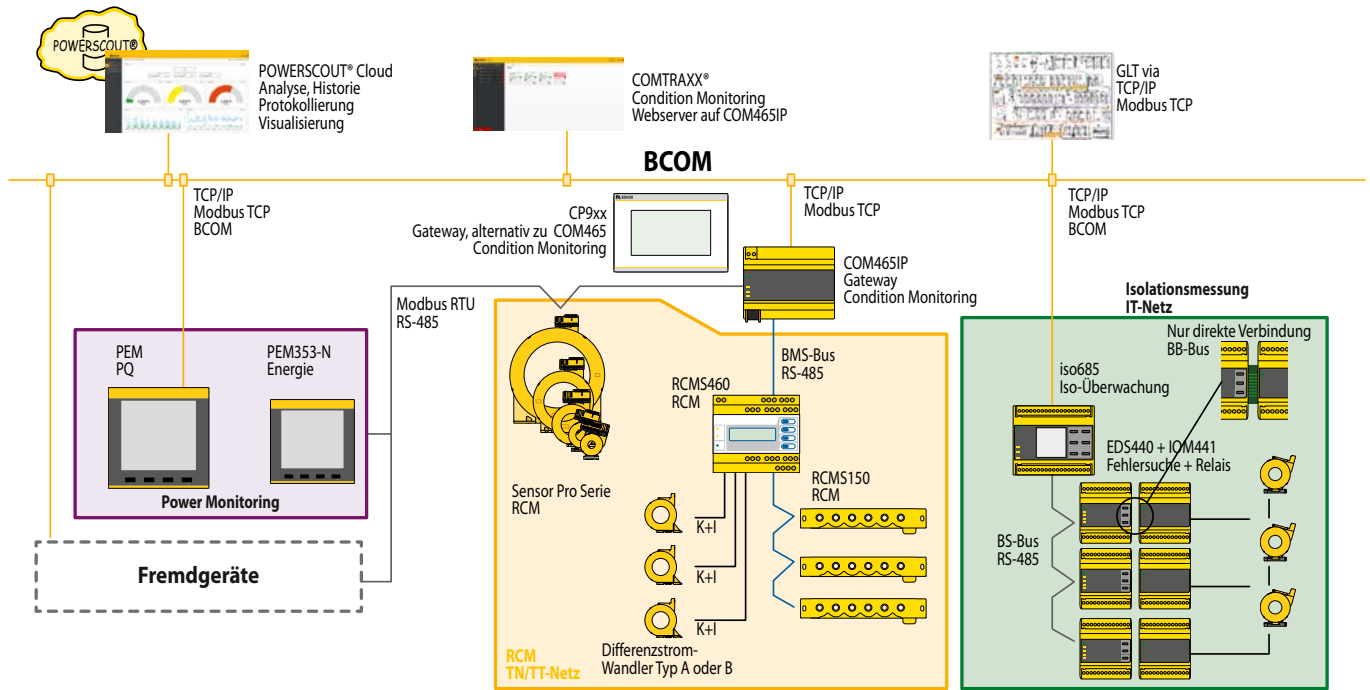 POWERSCOUT®
POWERSCOUT® Cloud
Analyse, Historie
Protokollierung
Visualisierung
COMTRAXX®
Condition Monitoring
Webserver auf COM465IP
GLT via
TCP/IP
Modbus TCP
BCOM
TCP/IP
Modbus TCP
BCOM
CP9xx
Gateway, alternativ zu COM465
Condition Monitoring
TCP/IP
Modbus TCP
TCP/IP
Modbus TCP
BCOM
COM465IP
Gateway
Condition Monitoring
Modbus RTU
RS-485
Isolationsmessung
IT-Netz
Nur direkte Verbindung
BB-Bus
PEM
PQ
PEM353-N
Energie
Power Monitoring
BMS-Bus
RS-485
RCMS460
RCM
iso685
Iso-Überwachung
EDS440 + IOM441
Fehlersuche + Relais
Sensor Pro Serie
RCM
RCMS150
RCM
K+I
K+I
K+I
BS-Bus
RS-485
Fremdgeräte
Differenzstrom-
Wandler Typ A oder B
RCM
TN/TT-Netz